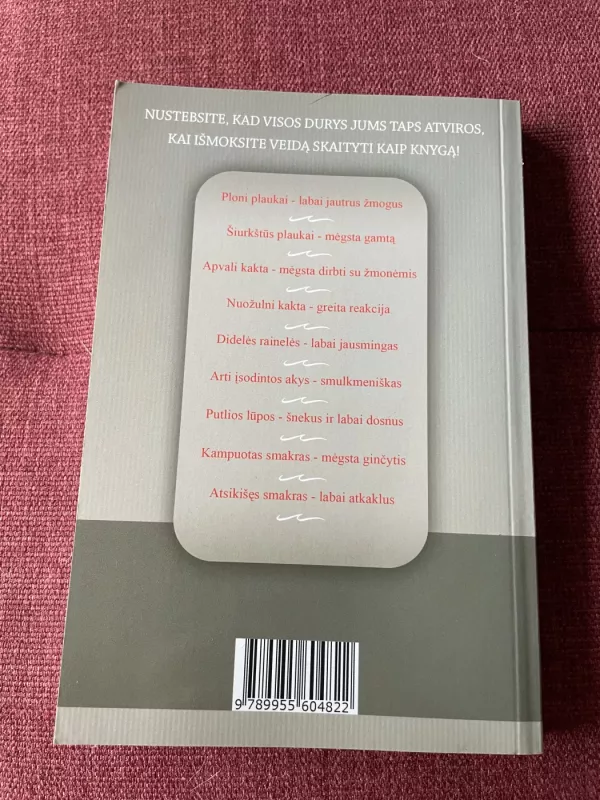 NUSTEBSITE, KAD VISOS DURYS JUMS TAPS ATVIROS,
KAI IŠMOKSITE VEIDĄ SKAITYTI KAIP KNYGĄ!
Ploni plaukai - labai jautrus žmogus
Šiurkštūs plaukai - mėgsta gamtą
Apvali kakta - mėgsta dirbti su žmonėmis
Nuožulni kakta - greita reakcija
Didelės rainelės - labai jausmingas
Arti įsodintos akys - smulkmeniškas
Putlios lūpos - šnekus ir labai dosnus
Kampuotas smakras - mėgsta ginčytis
Atsikišęs smakras - labai atkaklus
9 789955 604822